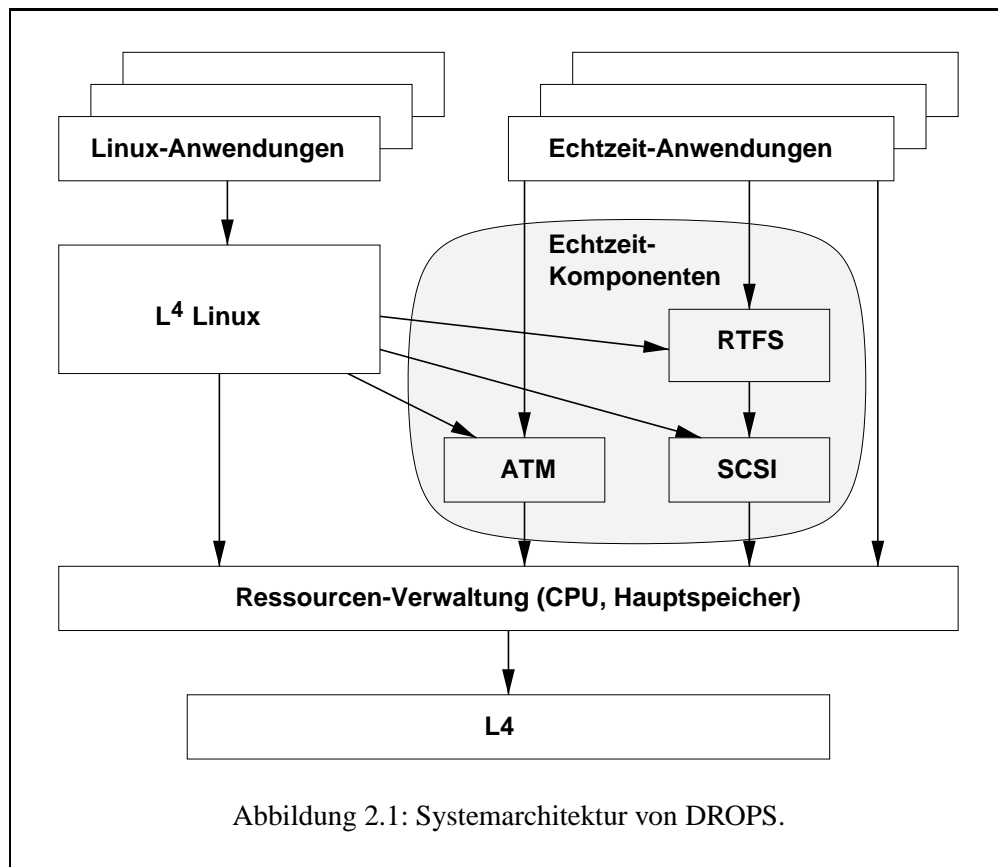 Linux-Anwendungen
Echtzeit-Anwendungen
Echtzeit-
Komponenten
L⁴ Linux
RTFS
ATM
SCSI
Ressourcen-Verwaltung (CPU, Hauptspeicher)
L4
Abbildung 2.1: Systemarchitektur von DROPS.